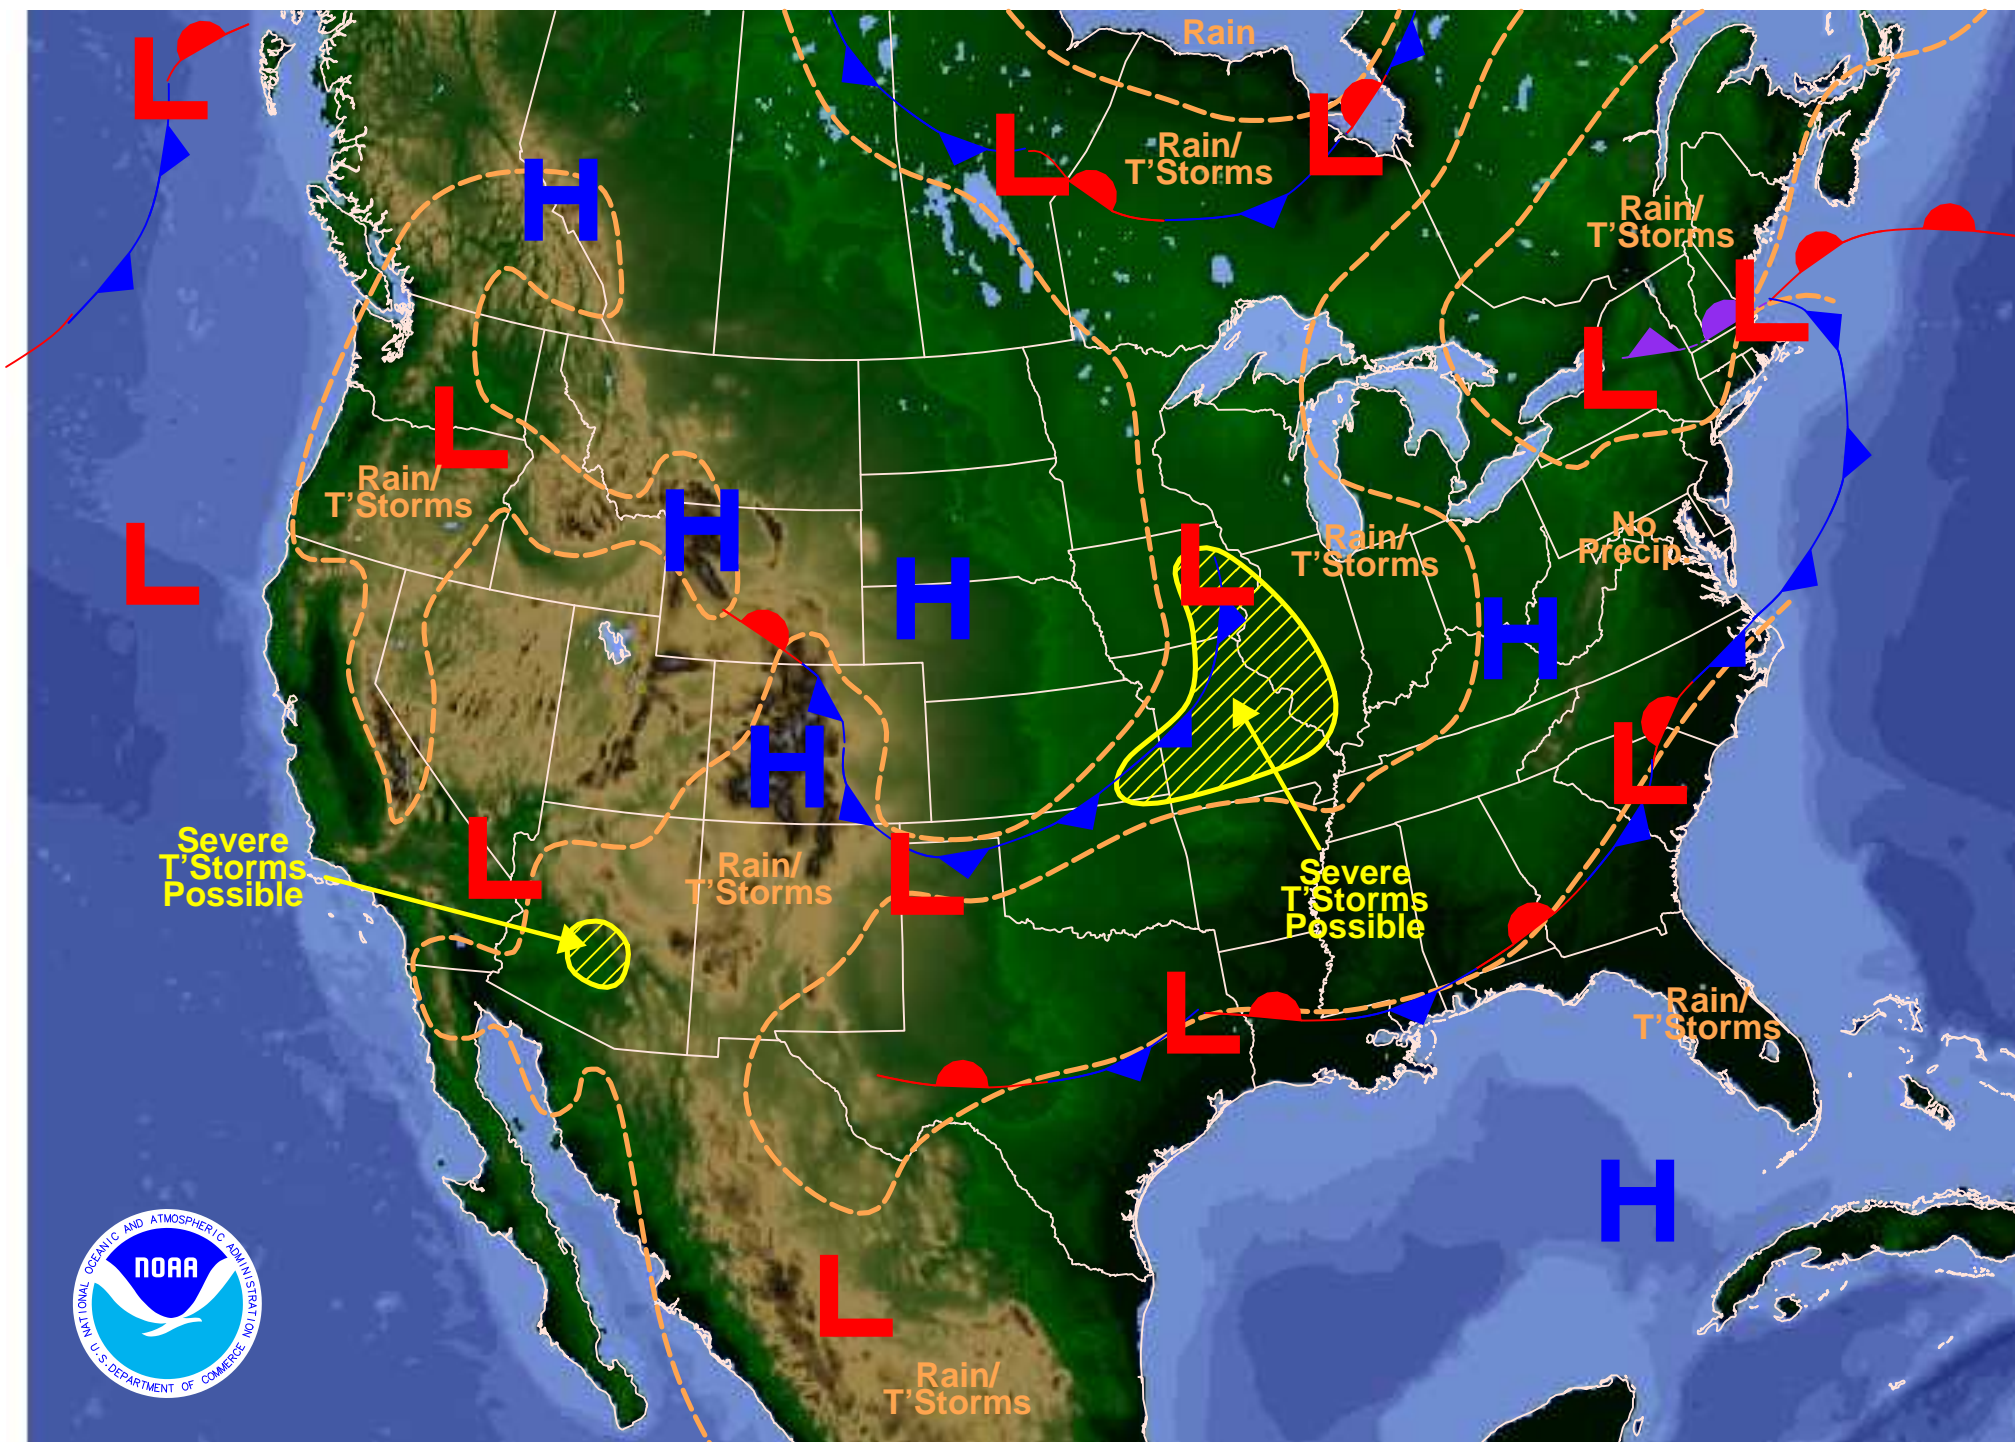 L
Rain
L
L
Rain/
T'Storms
H
Rain/
T'Storms
L
L
L
Rain/
T'Storms
H
L
L
No
Precip.
Rain/
T'Storms
H
H
L
H
L
Severe
T'Storms
Possible
L
Rain/
T'Storms
L
Severe
T'Storms
Possible
L
Rain/
T'Storms
H
NATIONAL OCEANIC AND ATMOSPHERIC ADMINISTRATION
NOAA
U.S. DEPARTMENT OF COMMERCE
L
Rain/
T'Storms